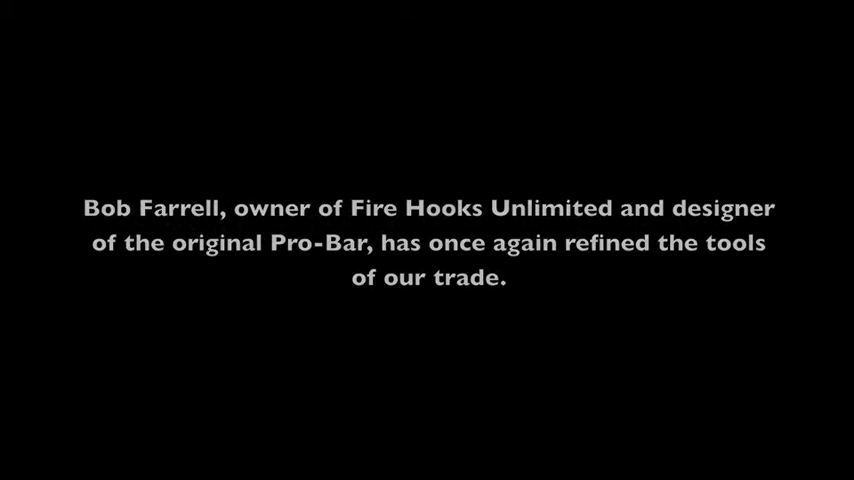 Bob Farrell, owner of Fire Hooks Unlimited and designer
of the original Pro-Bar, has once again refined the tools
of our trade.